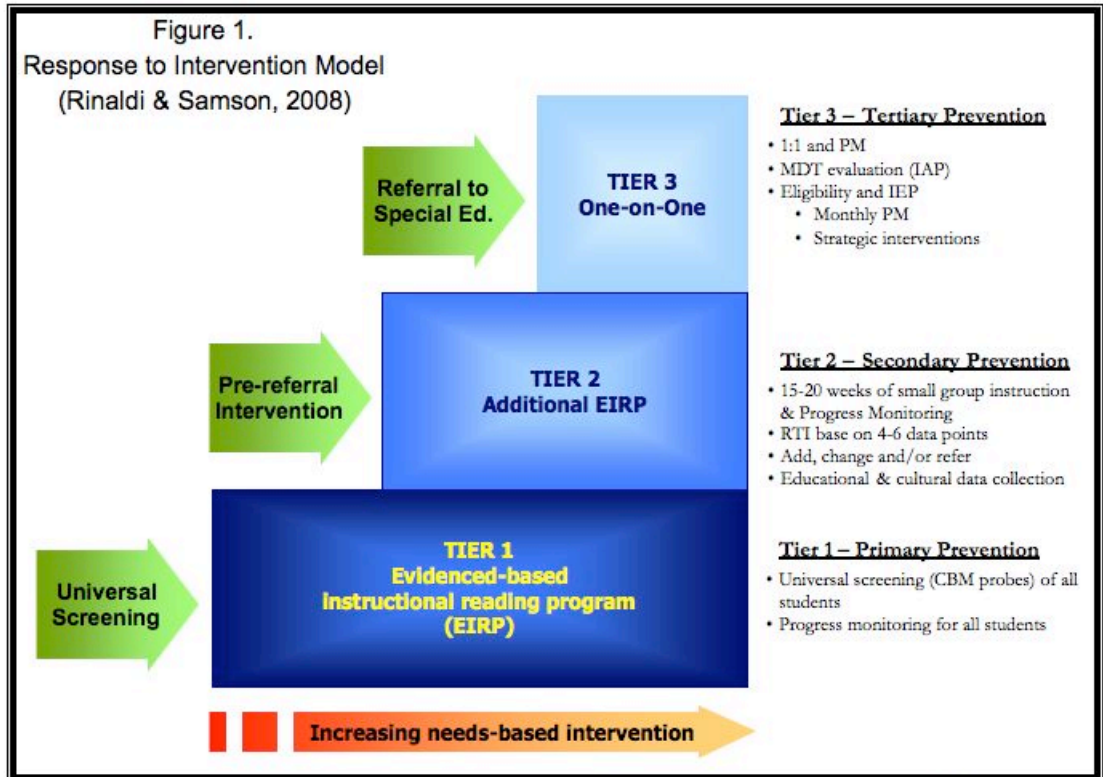 Figure 1.
Response to Intervention Model
(Rinaldi & Samson, 2008)
Referral to
Special Ed.
TIER 3
One-on-One
Tier 3 – Tertiary Prevention
• 1:1 and PM
• MDT evaluation (IAP)
• Eligibility and IEP
• Monthly PM
• Strategic interventions
Pre-referral
Intervention
TIER 2
Additional EIRP
Tier 2 – Secondary Prevention
• 15-20 weeks of small group instruction
& Progress Monitoring
• RTI base on 4-6 data points
• Add, change and/or refer
• Educational & cultural data collection
Universal
Screening
TIER 1
Evidenced-based
instructional reading program
(EIRP)
Tier 1 – Primary Prevention
• Universal screening (CBM probes) of all
students
• Progress monitoring for all students
Increasing needs-based intervention